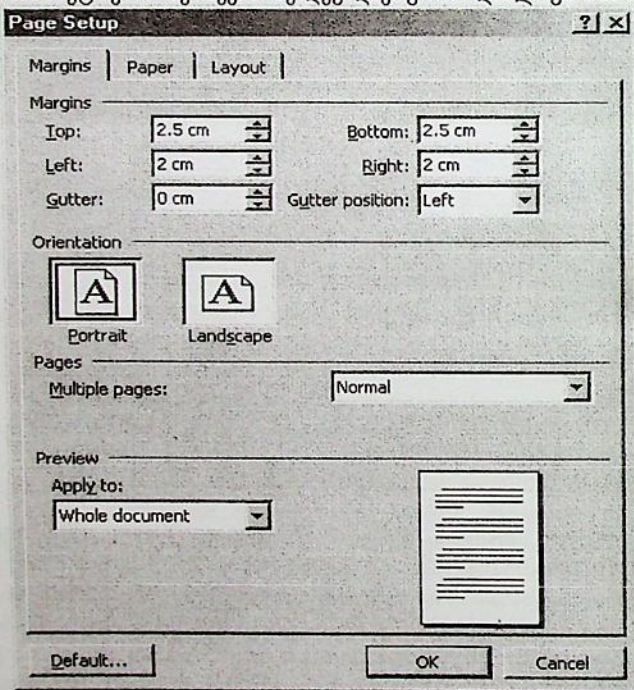 Page Setup
Margins Paper Layout
Margins
Top: 2.5 cm Bottom: 2.5 cm
Left: 2 cm Right: 2 cm
Gutter: 0 cm Gutter position: Left
Orientation
A A
Portrait Landscape
Pages
Multiple pages: Normal
Preview
Apply to:
Whole document
Default... OK Cancel